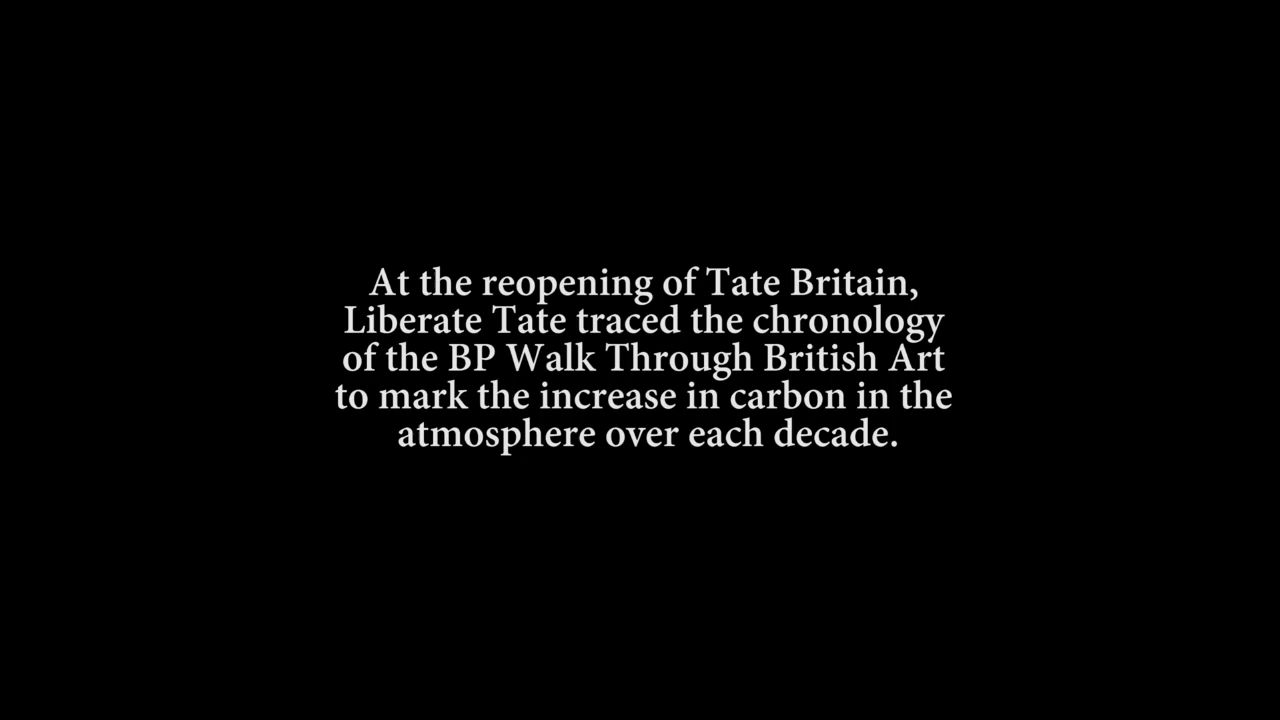 At the reopening of Tate Britain,
Liberate Tate traced the chronology
of the BP Walk Through British Art
to mark the increase in carbon in the
atmosphere over each decade.